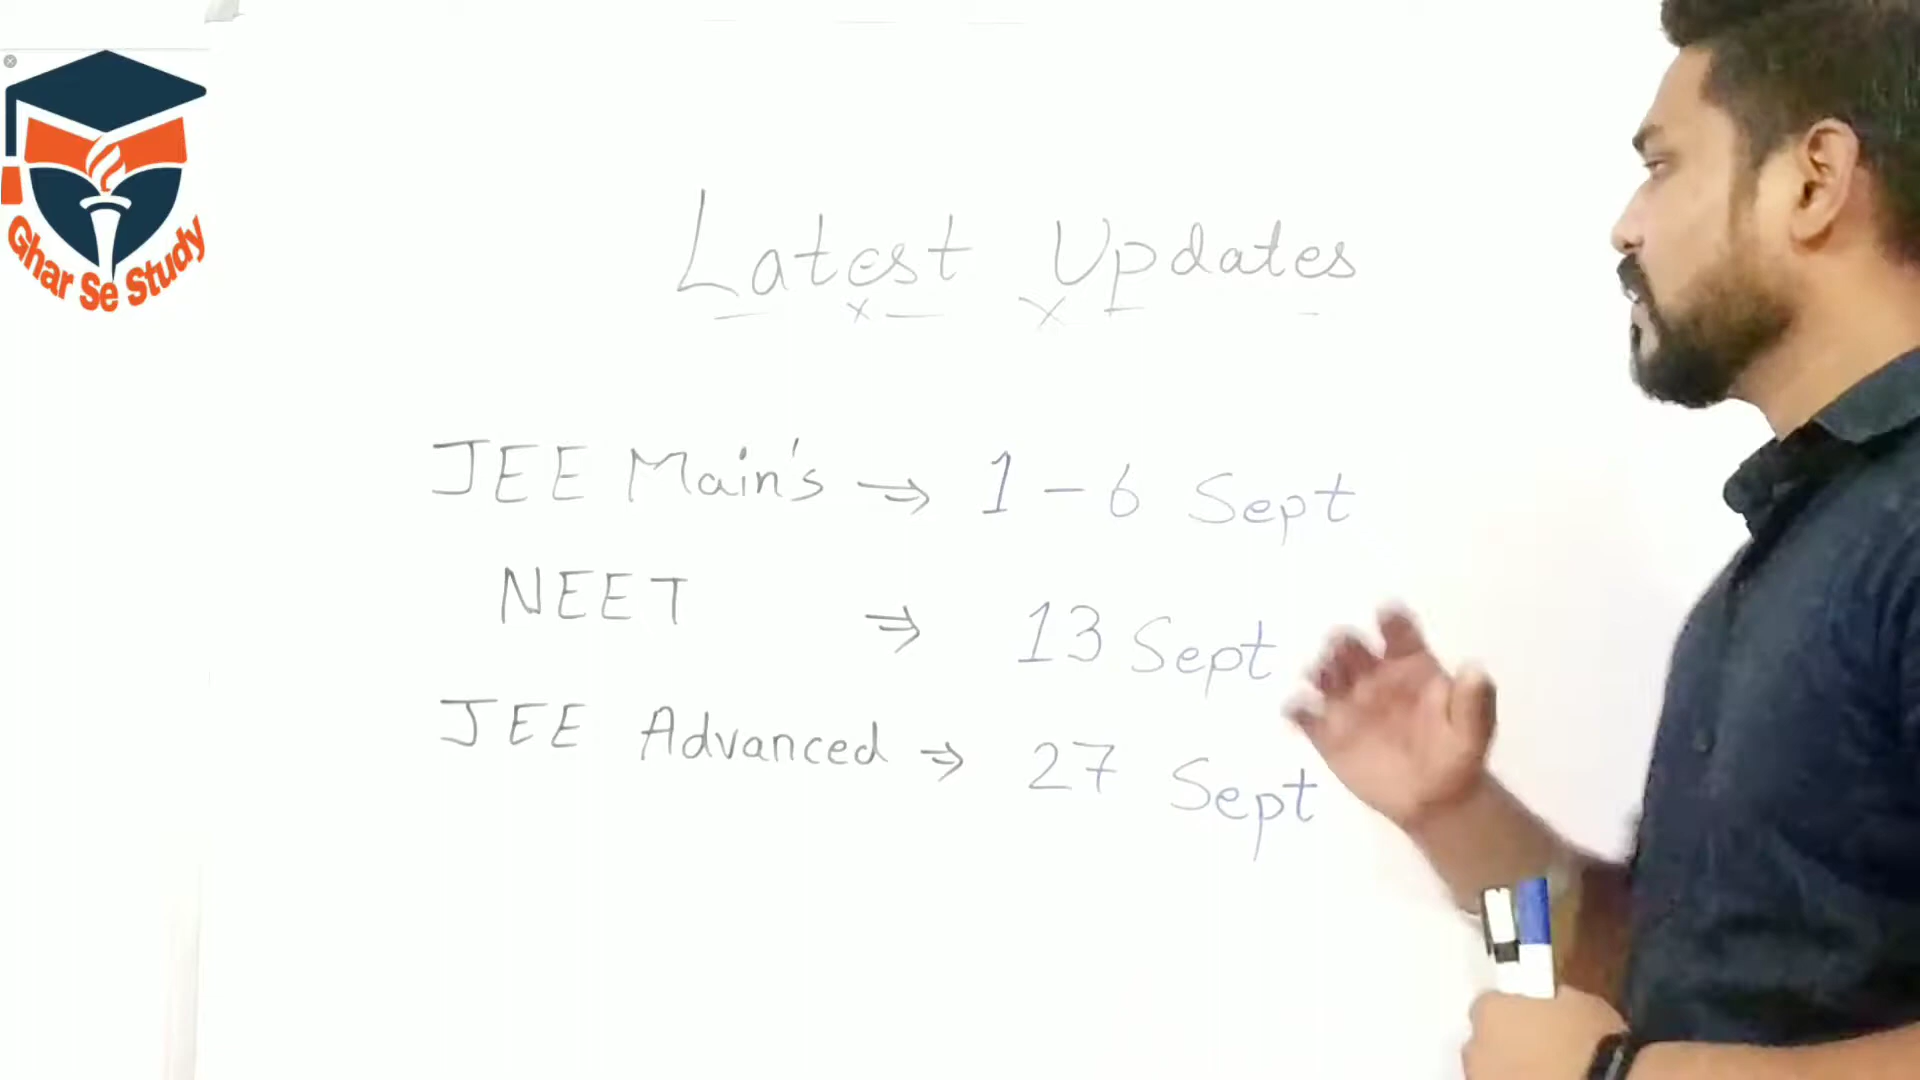 Ghar Se Study
Latest Updates
JEE Main's → 1 - 6 Sept
NEET ⇒ 13 Sept
JEE Advanced ⇒ 27 Sept